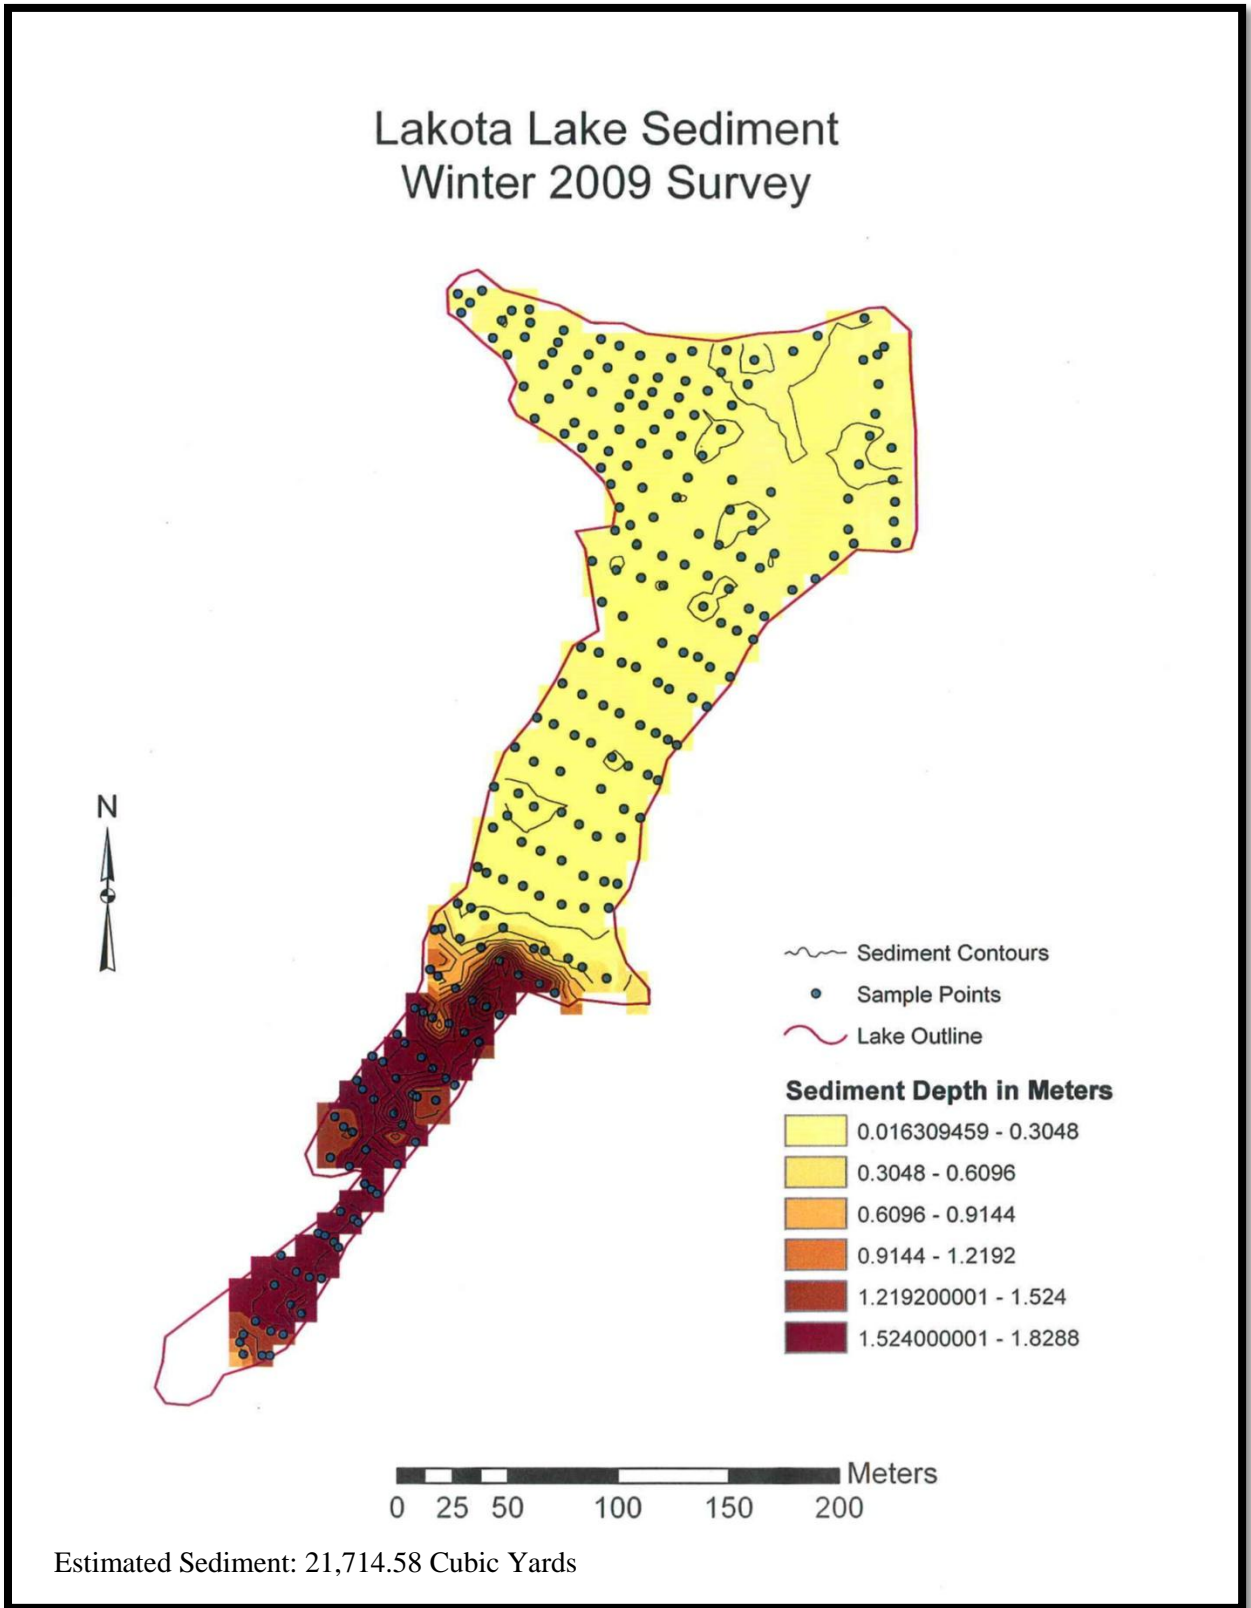 Lakota Lake Sediment
Winter 2009 Survey
N
Sediment Contours
Sample Points
Lake Outline
Sediment Depth in Meters
0.016309459 - 0.3048
0.3048 - 0.6096
0.6096 - 0.9144
0.9144 - 1.2192
1.219200001 - 1.524
1.524000001 - 1.8288
Meters
0 25 50 100 150 200
Estimated Sediment: 21,714.58 Cubic Yards